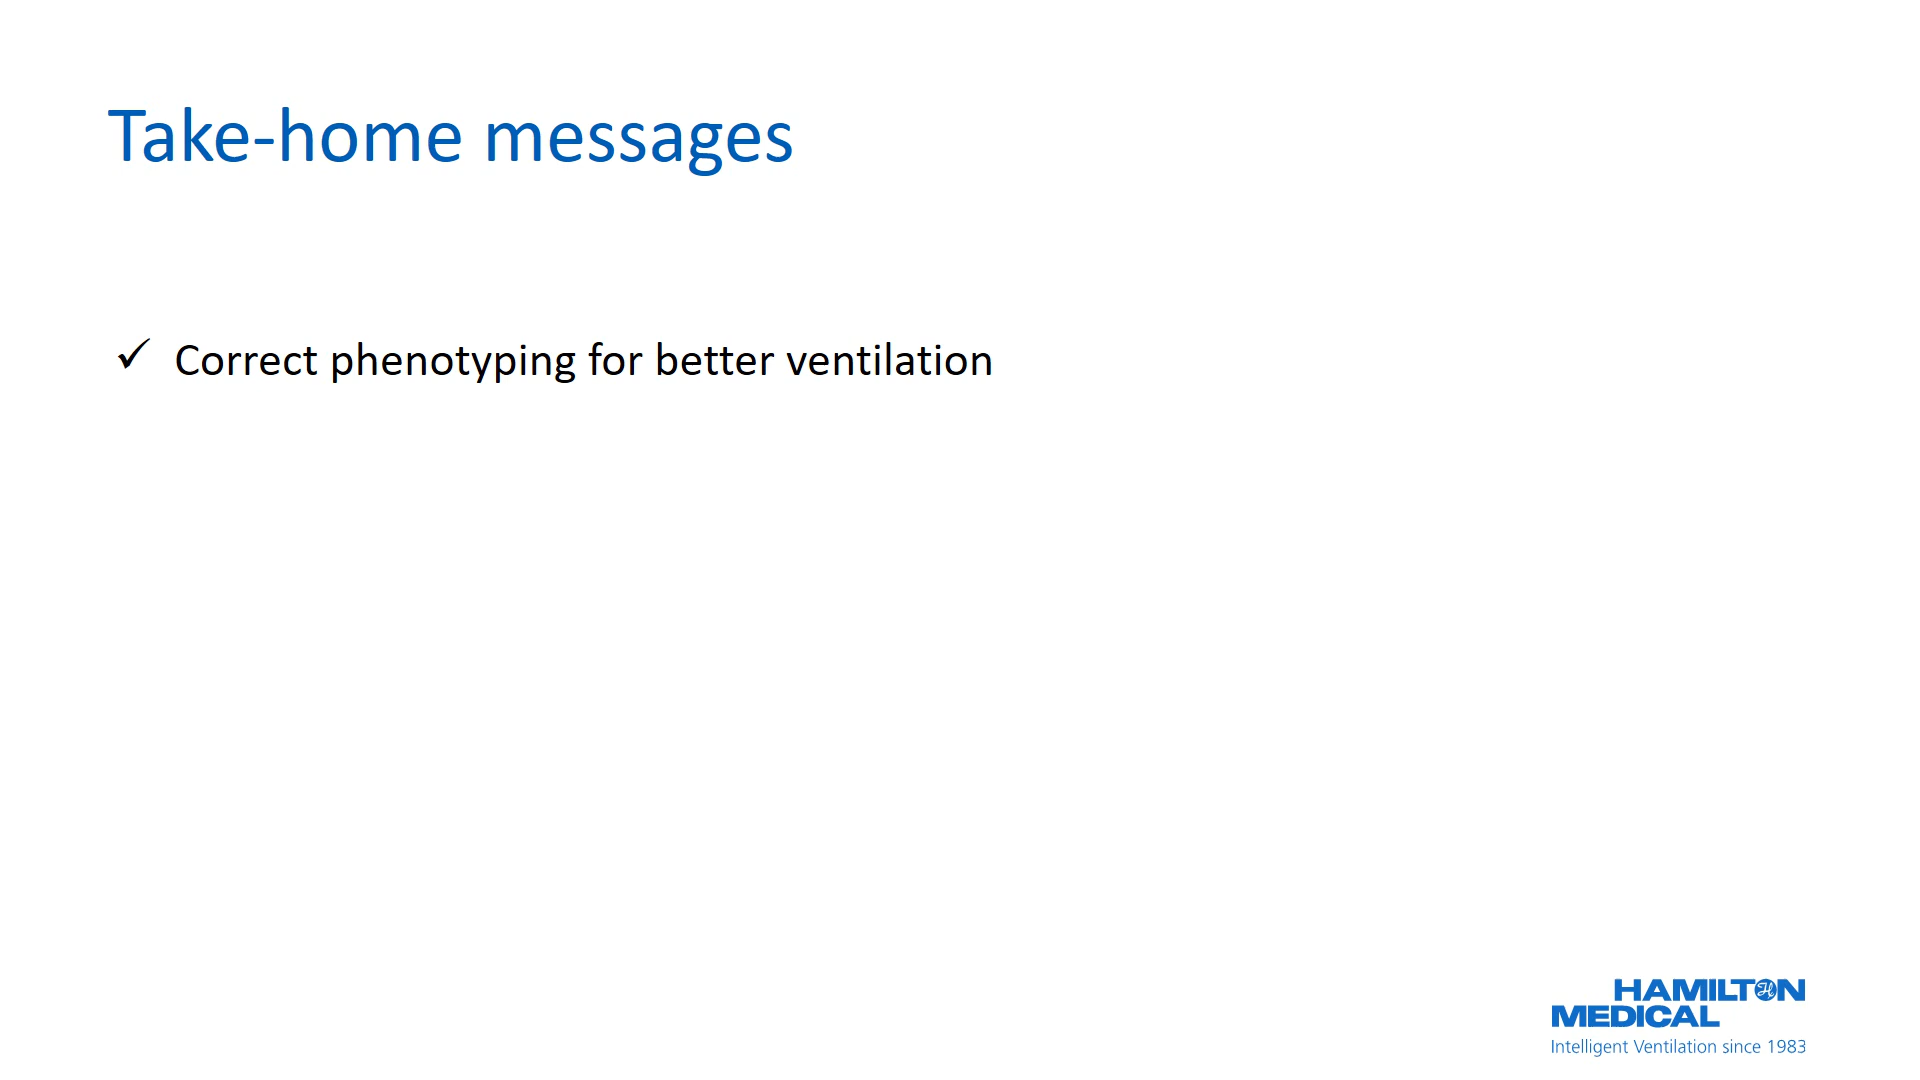 Take-home messages
✓ Correct phenotyping for better ventilation
HAMILTON
MEDICAL
Intelligent Ventilation since 1983